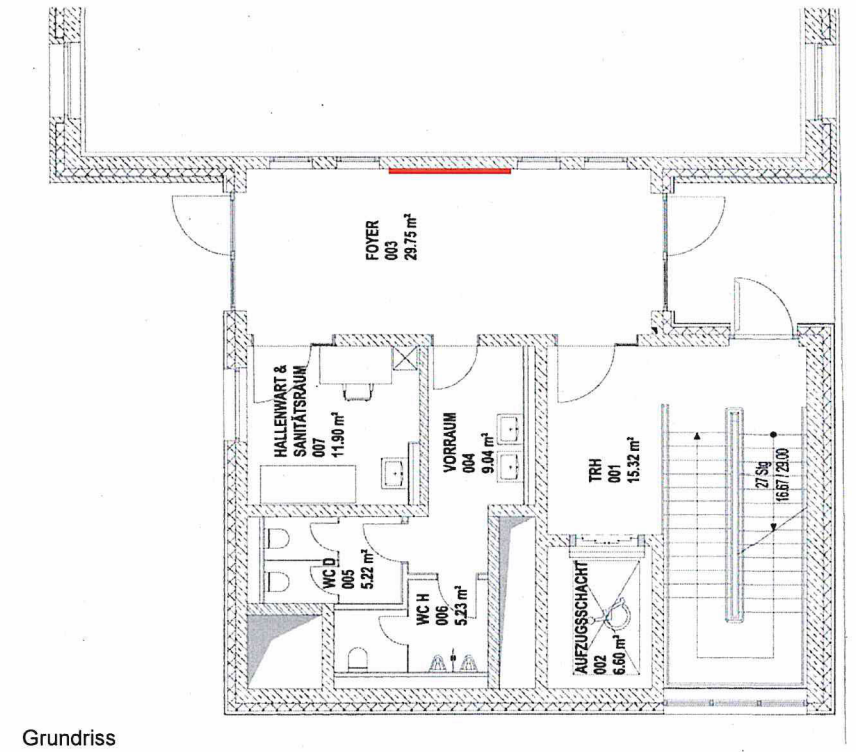 FOYER
003
29.75 m²
HALLENWART &
SANITÄTSRAUM
007
11.90 m²
VORRAUM
004
9.04 m²
TRH
001
15.32 m²
27 Stg
16.67 / 29.00
WC D
005
5.22 m²
WC H
006
5.23 m²
AUFZUGSSCHACHT
002
6.60 m²
Grundriss